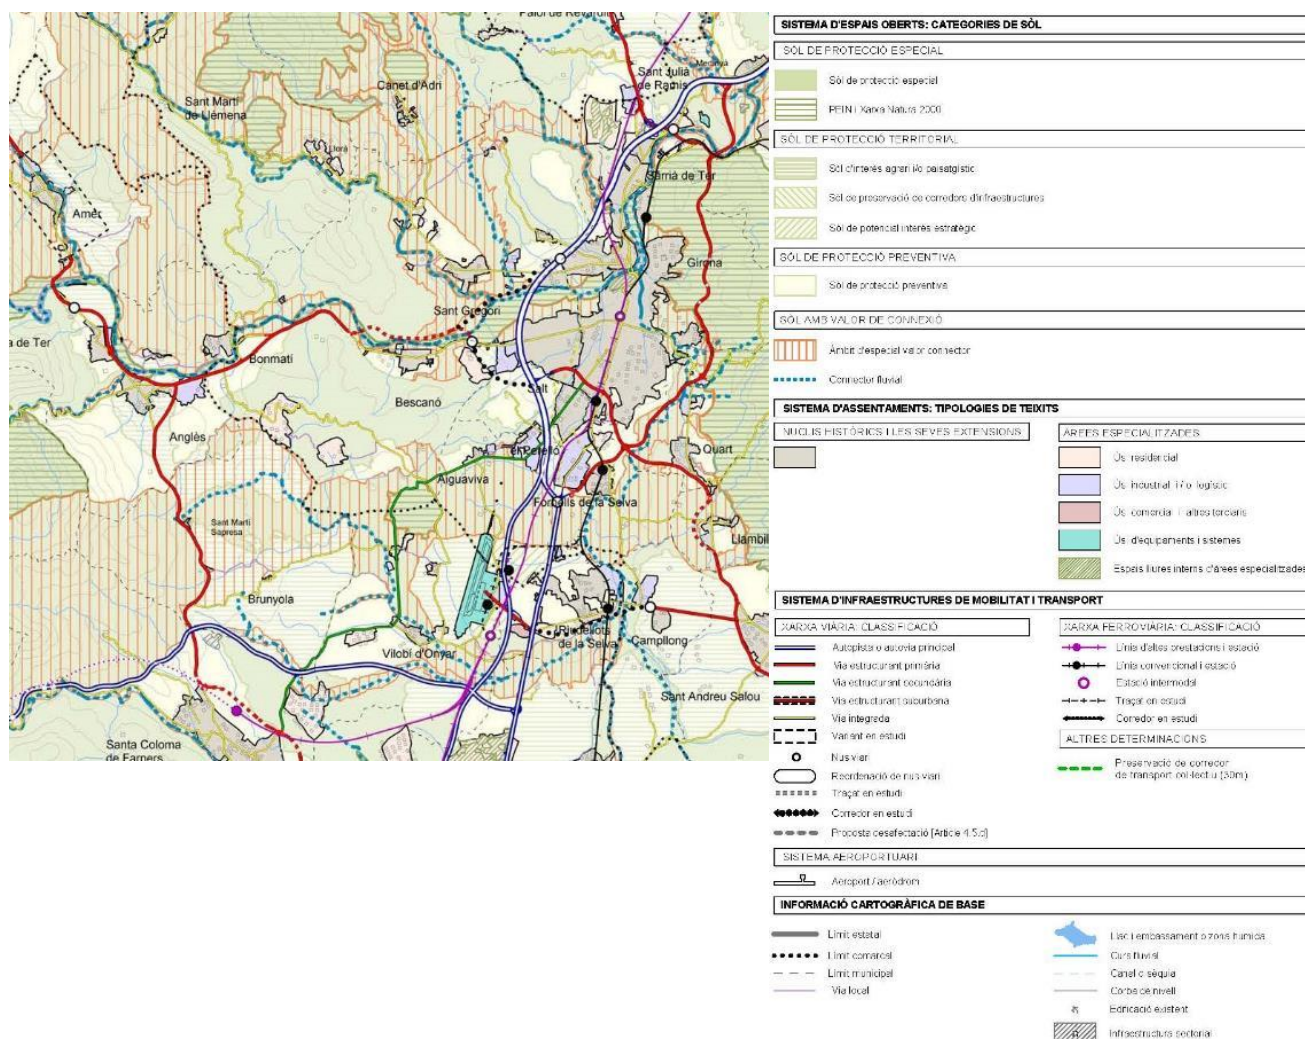 Palol de Revardit
Sant Julià
de Ramis
Medinyà
Canet d'Adri
Sant Martí
de Llémena
Llorà
Sarrià de Ter
Amer
Girona
Sant Gregori
a de Ter
Bonmatí
Salt
Bescanó
Anglès
el Perelló
Quart
Aiguaviva
Fornells de la Selva
Sant Martí
Sapresa
Llambil
Brunyola
Riudellots
de la Selva
Campllong
Vilobí d'Onyar
Sant Andreu Salou
Santa Coloma
de Farners
SISTEMA D'ESPAIS OBERTS: CATEGORIES DE SÒL
SÒL DE PROTECCIÓ ESPECIAL
Sòl de protecció especial
PEIN i Xarxa Natura 2000
SÒL DE PROTECCIÓ TERRITORIAL
Sòl d'interès agrari i/o paisatgístic
Sòl de preservació de corredors d'infraestructures
Sòl de potencial interès estratègic
SÒL DE PROTECCIÓ PREVENTIVA
Sòl de protecció preventiva
SÒL AMB VALOR DE CONNEXIÓ
Àmbit d'especial valor connector
Connector fluvial
SISTEMA D'ASSENTAMENTS: TIPOLOGIES DE TEIXITS
NUCLIS HISTÒRICS I LES SEVES EXTENSIONS
ÀREES ESPECIALITZADES
Ús residencial
Ús industrial i / o logístic
Ús comercial i altres terciaris
Ús d'equipaments i sistemes
Espais lliures interns d'àrees especialitzades
SISTEMA D'INFRAESTRUCTURES DE MOBILITAT I TRANSPORT
XARXA VIÀRIA: CLASSIFICACIÓ
Autopista o autovia principal
Via estructurant primària
Via estructurant secundària
Via estructurant suburbana
Via integrada
Variant en estudi
Nus viari
Reordenació de nus viari
Traçat en estudi
Corredor en estudi
Proposta desafectació [Article 4.5.d]
XARXA FERROVIÀRIA: CLASSIFICACIÓ
Línia d'altes prestacions i estació
Línia convencional i estació
Estació intermodal
Traçat en estudi
Corredor en estudi
ALTRES DETERMINACIONS
Preservació de corredor
de transport col·lectiu (30m)
SISTEMA AEROPORTUARI
Aeroport / aeròdrom
INFORMACIÓ CARTOGRÀFICA DE BASE
Límit estatal
Límit comarcal
Límit municipal
Via local
Llac i embassament o zona humida
Curs fluvial
Canal o sèquia
Corba de nivell
Edificació existent
Infraestructura sectorial